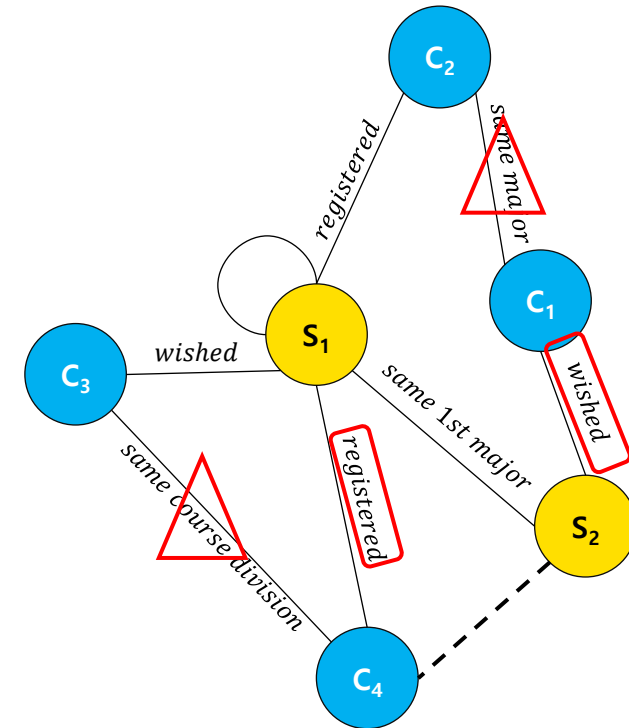 C₂
same major
registered
C₁
S₁
wished
C₃
same 1st major
wished
registered
same course division
S₂
C₄